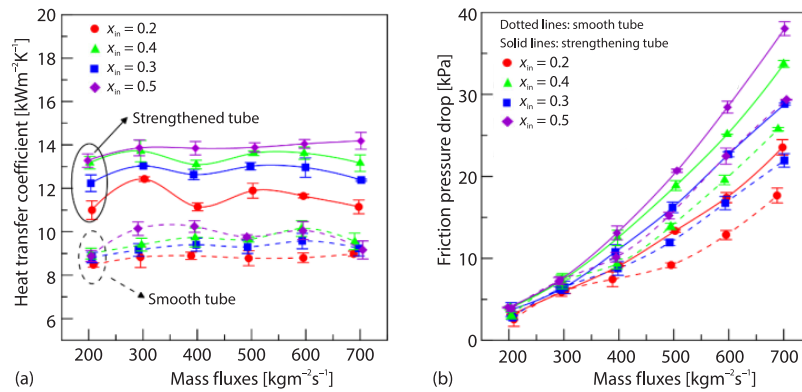 Heat transfer coefficient [kWm⁻²K⁻¹]
20
18
16
14
12
10
8
6
x_in = 0.2
x_in = 0.4
x_in = 0.3
x_in = 0.5
Strengthened tube
Smooth tube
200 300 400 500 600 700
(a) Mass fluxes [kgm⁻²s⁻¹]
Friction pressure drop [kPa]
40
30
20
10
0
Dotted lines: smooth tube
Solid lines: strengthening tube
x_in = 0.2
x_in = 0.4
x_in = 0.3
x_in = 0.5
200 300 400 500 600 700
(b) Mass fluxes [kgm⁻²s⁻¹]